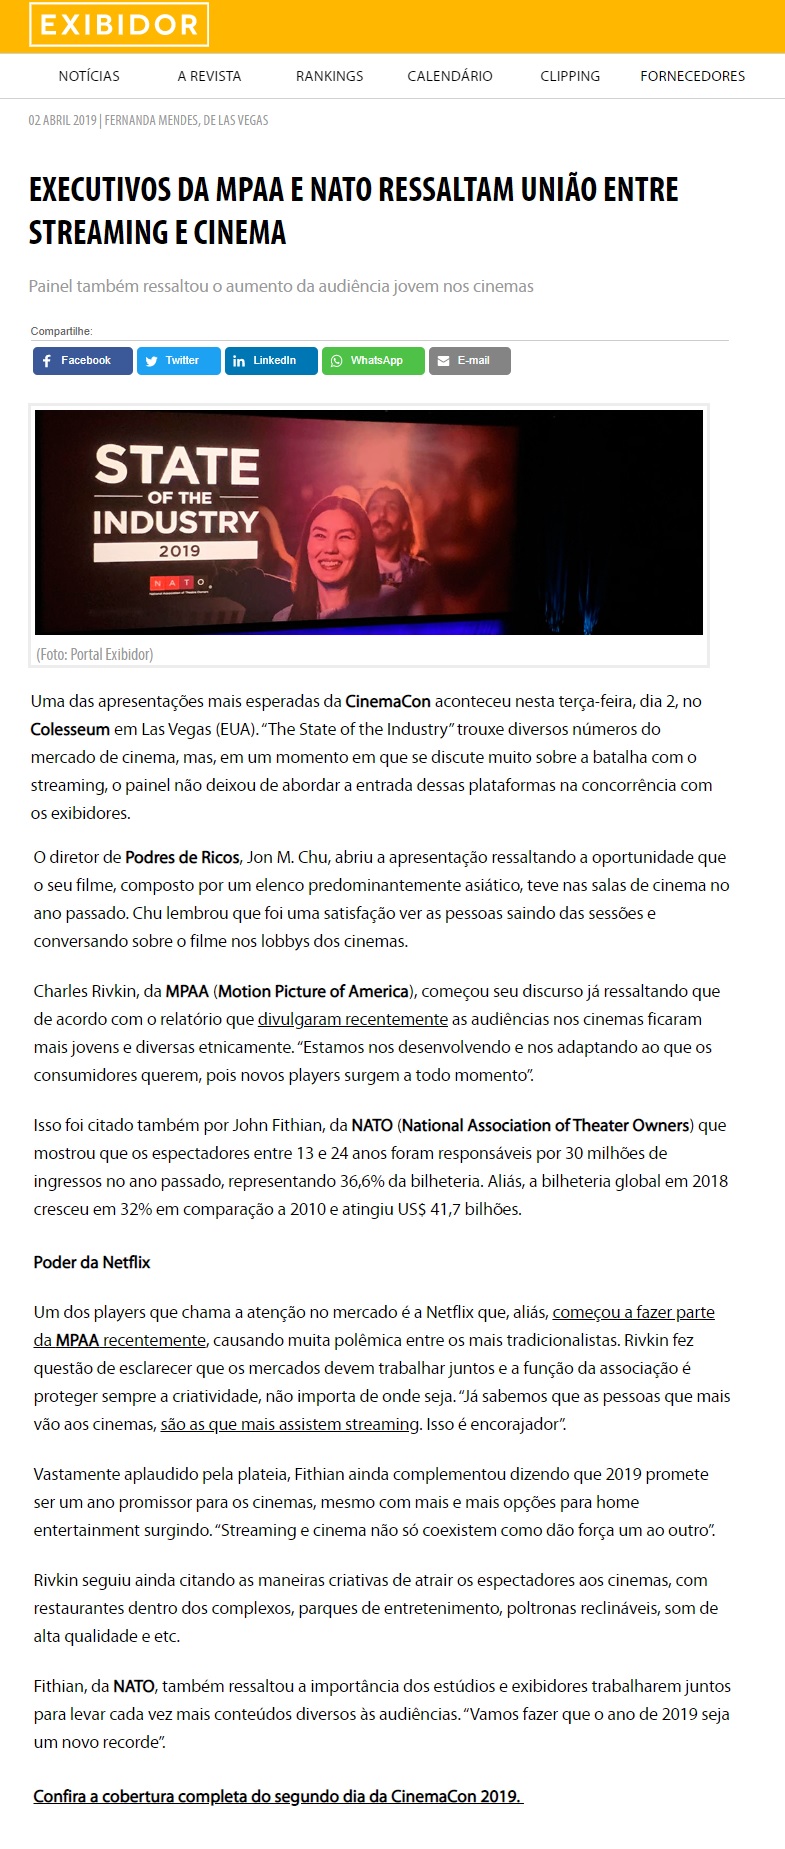 EXIBIDOR
NOTÍCIAS A REVISTA RANKINGS CALENDÁRIO CLIPPING FORNECEDORES
02 ABRIL 2019 | FERNANDA MENDES, DE LAS VEGAS
EXECUTIVOS DA MPAA E NATO RESSALTAM UNIÃO ENTRE
STREAMING E CINEMA
Painel também ressaltou o aumento da audiência jovem nos cinemas
Compartilhe:
Facebook Twitter LinkedIn WhatsApp E-mail
STATE
OF THE
INDUSTRY
2019
NATO
National Association of Theatre Owners
(Foto: Portal Exibidor)
Uma das apresentações mais esperadas da CinemaCon aconteceu nesta terça-feira, dia 2, no
Colesseum em Las Vegas (EUA). “The State of the Industry” trouxe diversos números do
mercado de cinema, mas, em um momento em que se discute muito sobre a batalha com o
streaming, o painel não deixou de abordar a entrada dessas plataformas na concorrência com
os exibidores.
O diretor de Podres de Ricos, Jon M. Chu, abriu a apresentação ressaltando a oportunidade que
o seu filme, composto por um elenco predominantemente asiático, teve nas salas de cinema no
ano passado. Chu lembrou que foi uma satisfação ver as pessoas saindo das sessões e
conversando sobre o filme nos lobbys dos cinemas.
Charles Rivkin, da MPAA (Motion Picture of America), começou seu discurso já ressaltando que
de acordo com o relatório que divulgaram recentemente as audiências nos cinemas ficaram
mais jovens e diversas etnicamente. “Estamos nos desenvolvendo e nos adaptando ao que os
consumidores querem, pois novos players surgem a todo momento”.
Isso foi citado também por John Fithian, da NATO (National Association of Theater Owners) que
mostrou que os espectadores entre 13 e 24 anos foram responsáveis por 30 milhões de
ingressos no ano passado, representando 36,6% da bilheteria. Aliás, a bilheteria global em 2018
cresceu em 32% em comparação a 2010 e atingiu US$ 41,7 bilhões.
Poder da Netflix
Um dos players que chama a atenção no mercado é a Netflix que, aliás, começou a fazer parte
da MPAA recentemente, causando muita polêmica entre os mais tradicionalistas. Rivkin fez
questão de esclarecer que os mercados devem trabalhar juntos e a função da associação é
proteger sempre a criatividade, não importa de onde seja. “Já sabemos que as pessoas que mais
vão aos cinemas, são as que mais assistem streaming. Isso é encorajador”.
Vastamente aplaudido pela plateia, Fithian ainda complementou dizendo que 2019 promete
ser um ano promissor para os cinemas, mesmo com mais e mais opções para home
entertainment surgindo. “Streaming e cinema não só coexistem como dão força um ao outro”.
Rivkin seguiu ainda citando as maneiras criativas de atrair os espectadores aos cinemas, com
restaurantes dentro dos complexos, parques de entretenimento, poltronas reclináveis, som de
alta qualidade e etc.
Fithian, da NATO, também ressaltou a importância dos estúdios e exibidores trabalharem juntos
para levar cada vez mais conteúdos diversos às audiências. “Vamos fazer que o ano de 2019 seja
um novo recorde”.
Confira a cobertura completa do segundo dia da CinemaCon 2019.